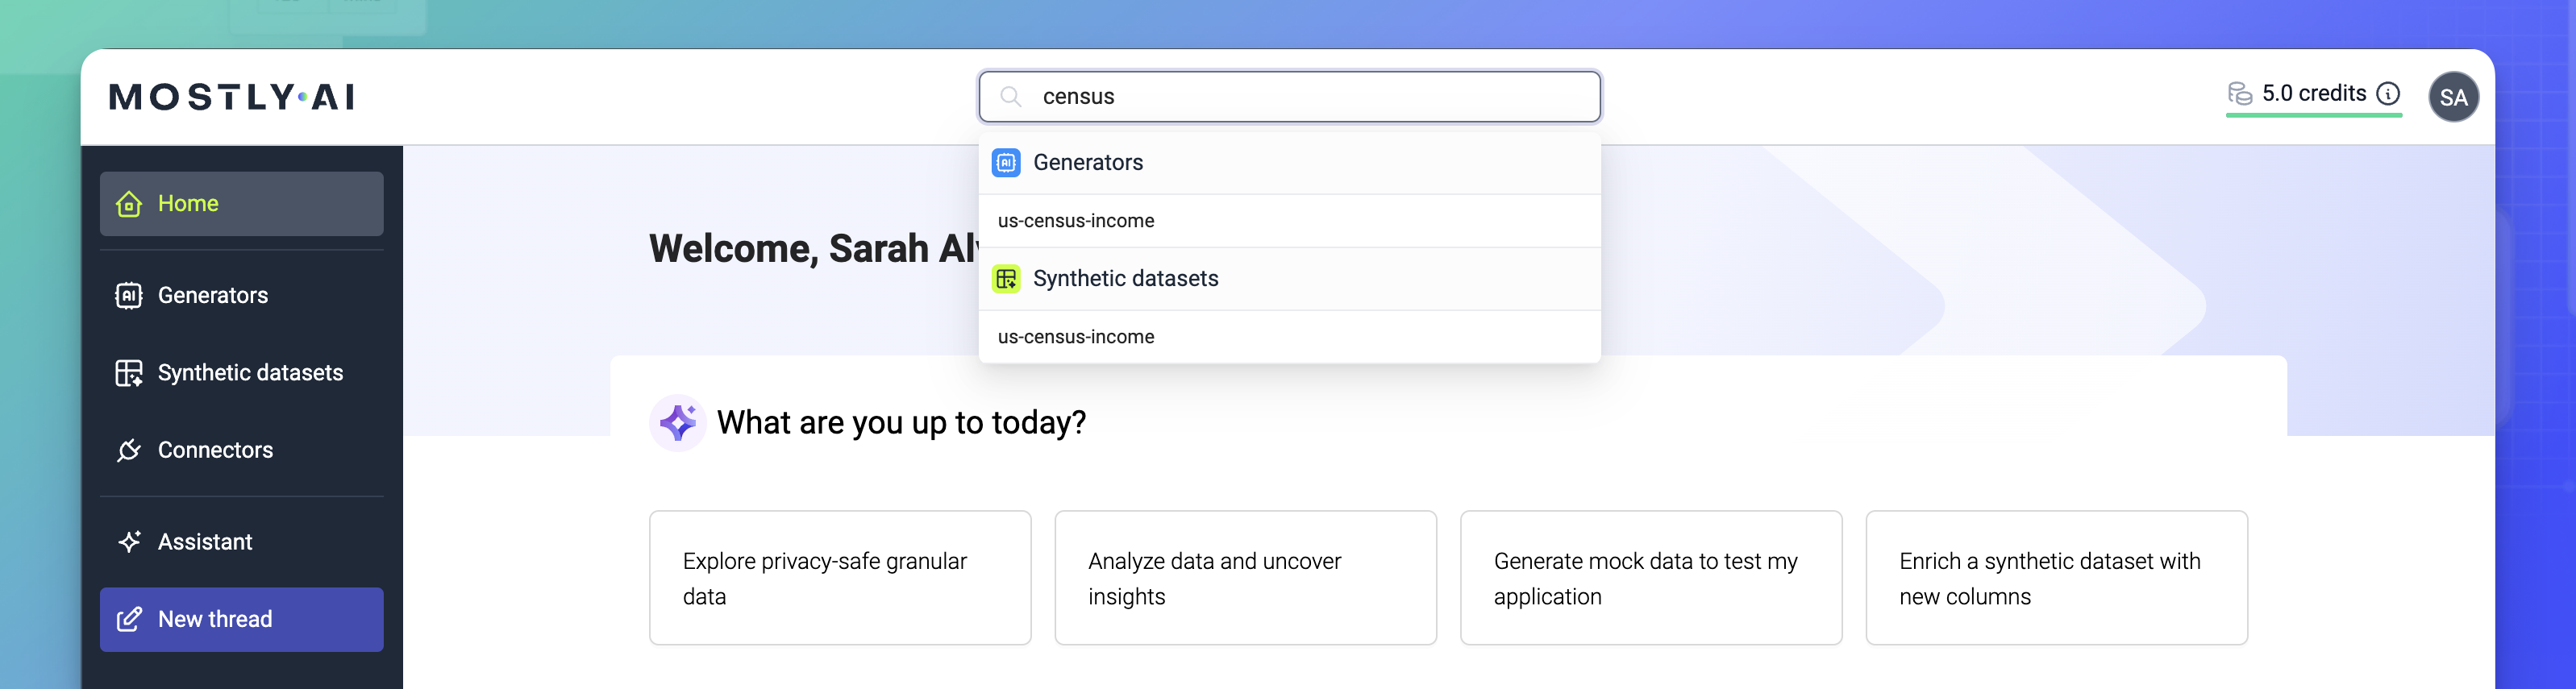 MOSTLY AI
census
5.0 credits
SA
Generators
us-census-income
Synthetic datasets
us-census-income
Home
Generators
Synthetic datasets
Connectors
Assistant
New thread
Welcome, Sarah
What are you up to today?
Explore privacy-safe granular
data
Analyze data and uncover
insights
Generate mock data to test my
application
Enrich a synthetic dataset with
new columns